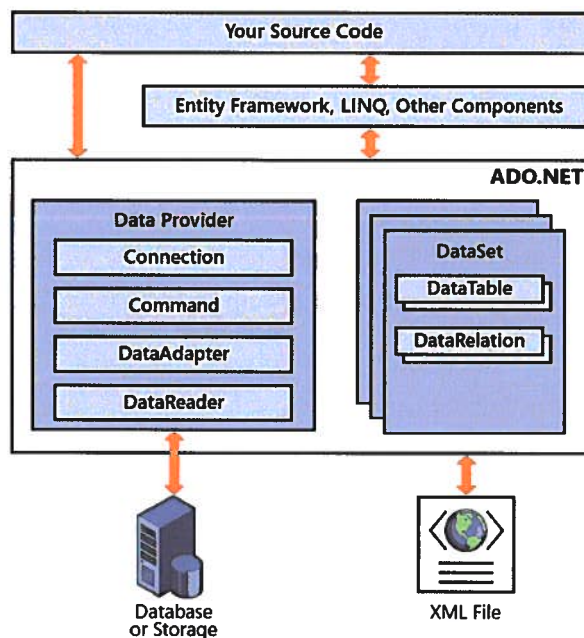 Your Source Code
Entity Framework, LINQ, Other Components
ADO.NET
Data Provider
Connection
Command
DataAdapter
DataReader
DataSet
DataTable
DataRelation
Database
or Storage
XML File